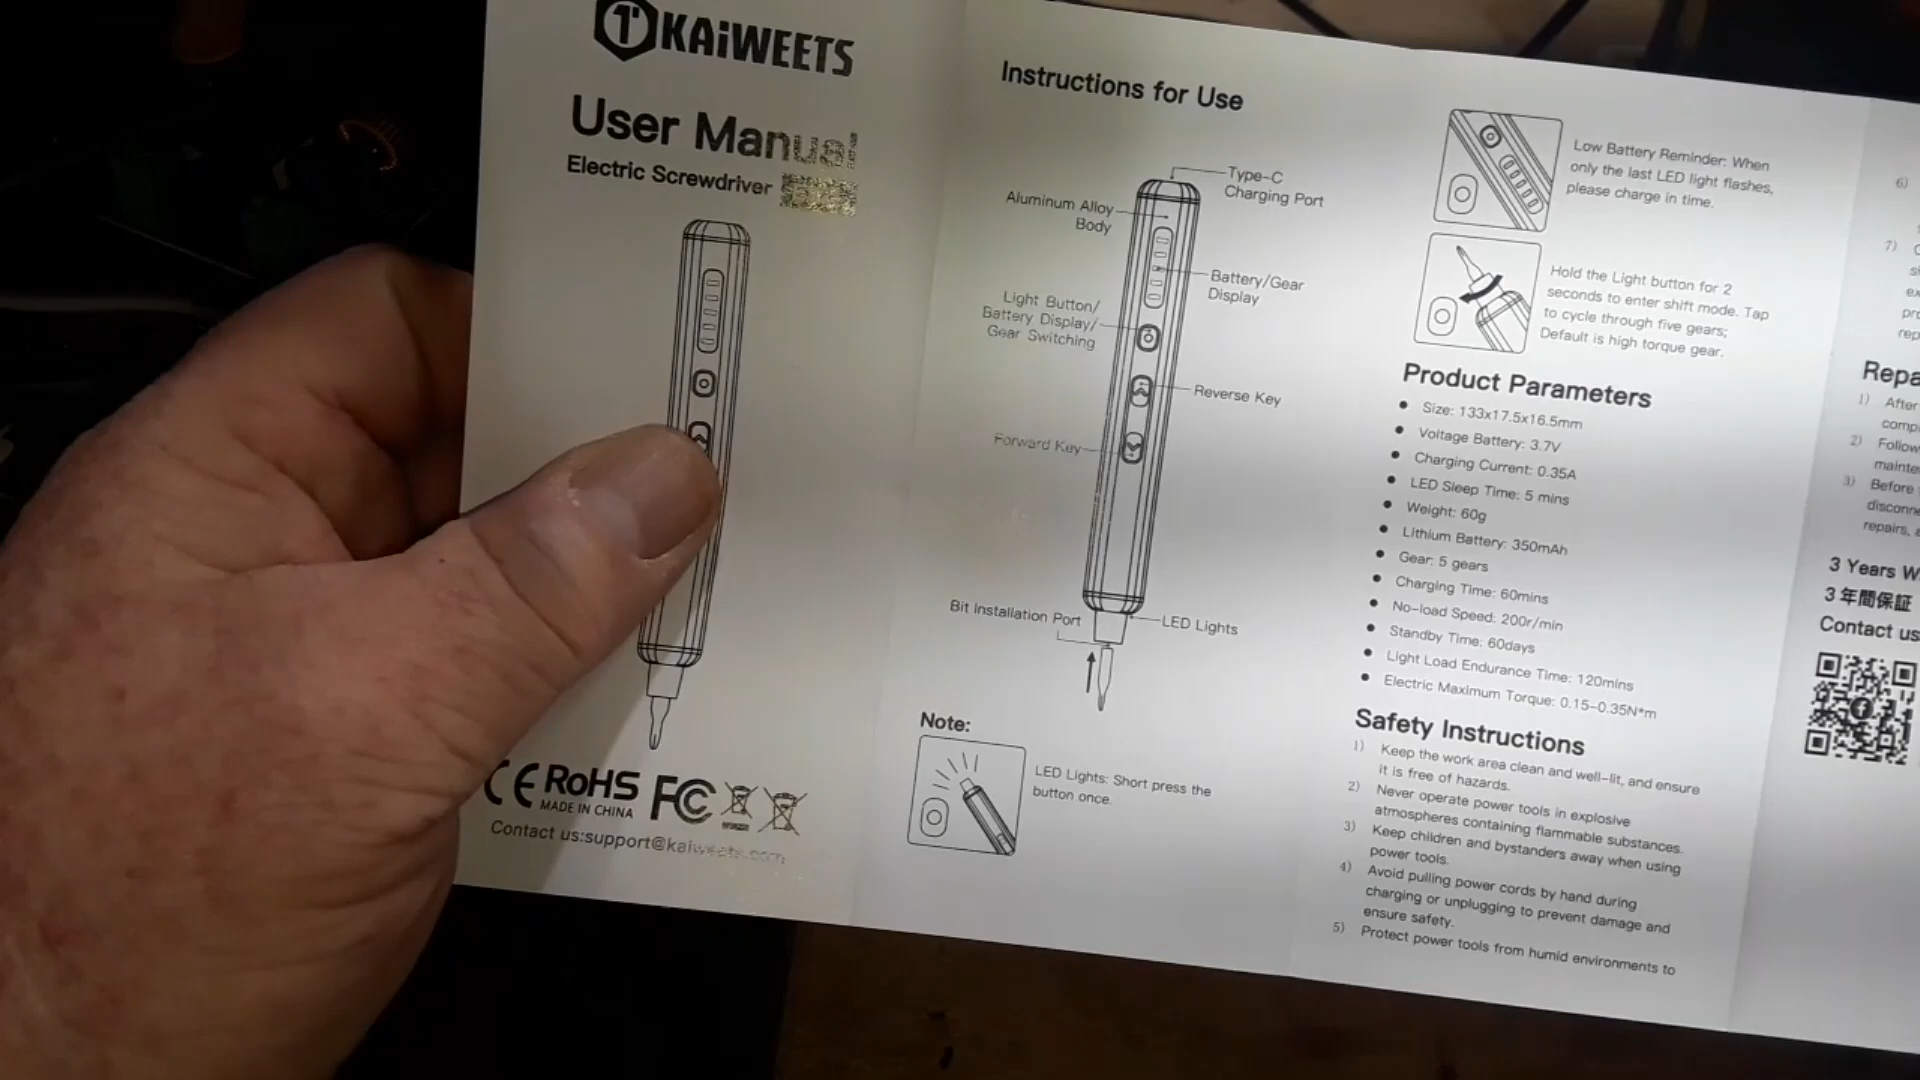 KAiWEETS
User Manual
Electric Screwdriver
CE RoHS FC
MADE IN CHINA
Contact us:support@kaiweets.com
Instructions for Use
Type-C
Charging Port
Aluminum Alloy
Body
Battery/Gear
Display
Light Button/
Battery Display/
Gear Switching
Reverse Key
Forward Key
Bit Installation Port
LED Lights
Note:
LED Lights: Short press the
button once.
Low Battery Reminder: When
only the last LED light flashes,
please charge in time.
Hold the Light button for 2
seconds to enter shift mode. Tap
to cycle through five gears;
Default is high torque gear.
Product Parameters
Size: 133x17.5x16.5mm
Voltage Battery: 3.7V
Charging Current: 0.35A
LED Sleep Time: 5 mins
Weight: 60g
Lithium Battery: 350mAh
Gear: 5 gears
Charging Time: 60mins
No-load Speed: 200r/min
Standby Time: 60days
Light Load Endurance Time: 120mins
Electric Maximum Torque: 0.15-0.35N*m
Safety Instructions
1) Keep the work area clean and well-lit, and ensure
it is free of hazards.
2) Never operate power tools in explosive
atmospheres containing flammable substances.
3) Keep children and bystanders away when using
power tools.
4) Avoid pulling power cords by hand during
charging or unplugging to prevent damage and
ensure safety.
5) Protect power tools from humid environments to
6)
7)
Repa
1) After
comp
2) Follow
mainte
3) Before
disconne
repairs,
3 Years W
3年間保証
Contact us